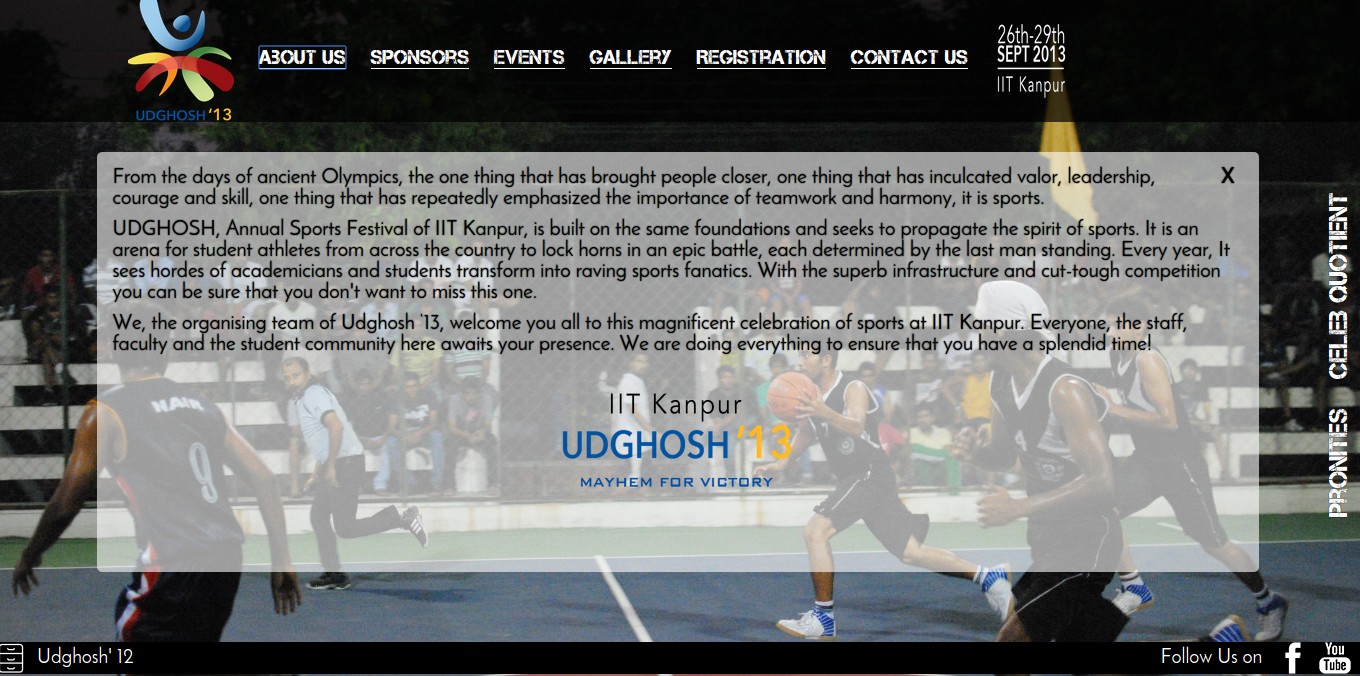 UDGHOSH '13
ABOUT US SPONSORS EVENTS GALLERY REGISTRATION CONTACT US
26th-29th
SEPT 2013
IIT Kanpur
X
From the days of ancient Olympics, the one thing that has brought people closer, one thing that has inculcated valor, leadership,
courage and skill, one thing that has repeatedly emphasized the importance of teamwork and harmony, it is sports.
UDGHOSH, Annual Sports Festival of IIT Kanpur, is built on the same foundations and seeks to propagate the spirit of sports. It is an
arena for student athletes from across the country to lock horns in an epic battle, each determined by the last man standing. Every year, It
sees hordes of academicians and students transform into raving sports fanatics. With the superb infrastructure and cut-tough competition
you can be sure that you don't want to miss this one.
We, the organising team of Udghosh '13, welcome you all to this magnificent celebration of sports at IIT Kanpur. Everyone, the staff,
faculty and the student community here awaits your presence. We are doing everything to ensure that you have a splendid time!
IIT Kanpur
UDGHOSH '13
MAYHEM FOR VICTORY
NAIR
9
PRONITES CELEB QUOTIENT
Udghosh' 12
Follow Us on
You
Tube